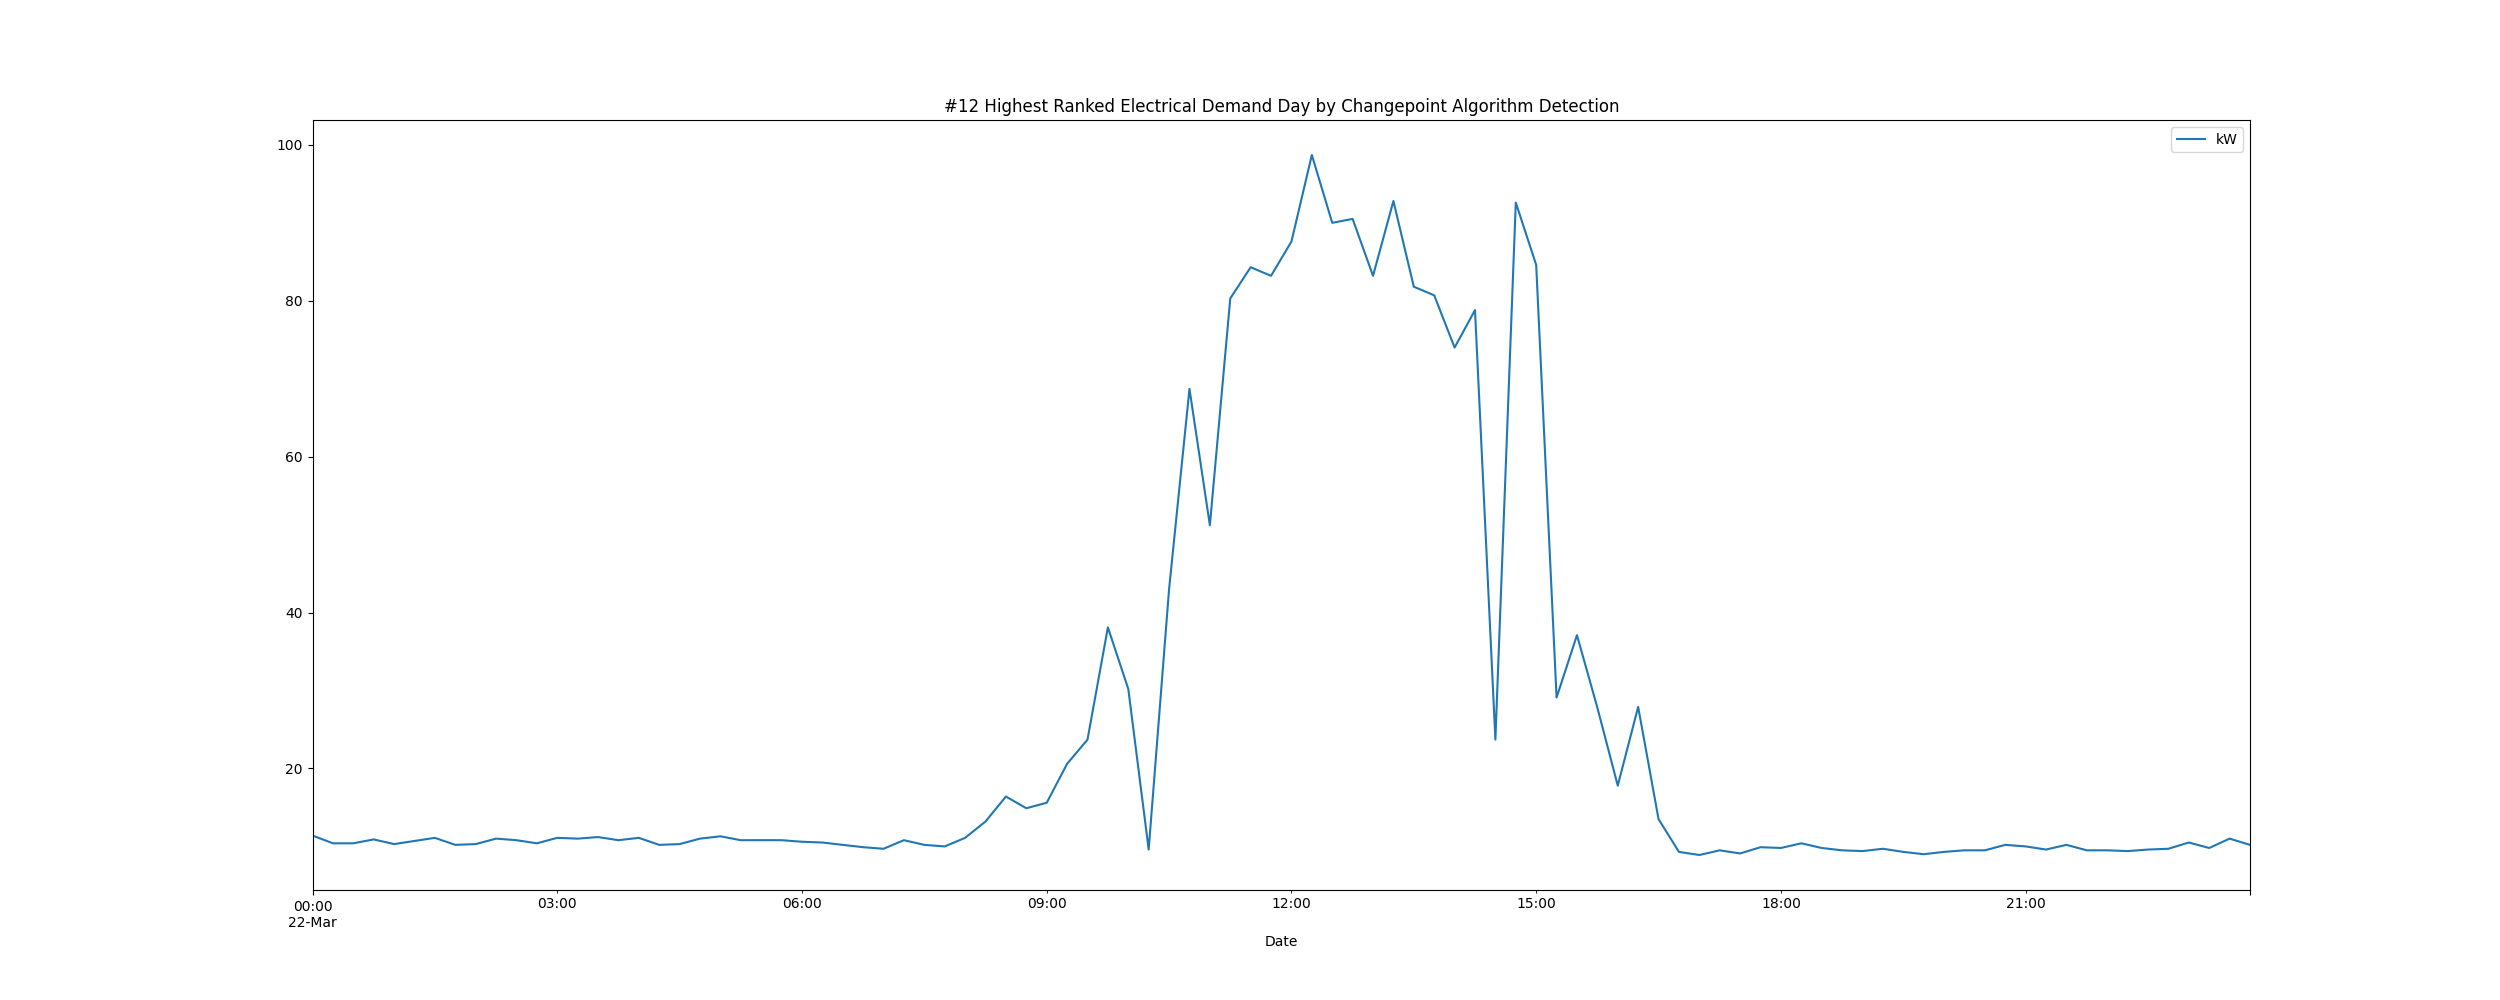 #12 Highest Ranked Electrical Demand Day by Changepoint Algorithm Detection
kW
100
80
60
40
20
00:00 03:00 06:00 09:00 12:00 15:00 18:00 21:00
22-Mar
Date